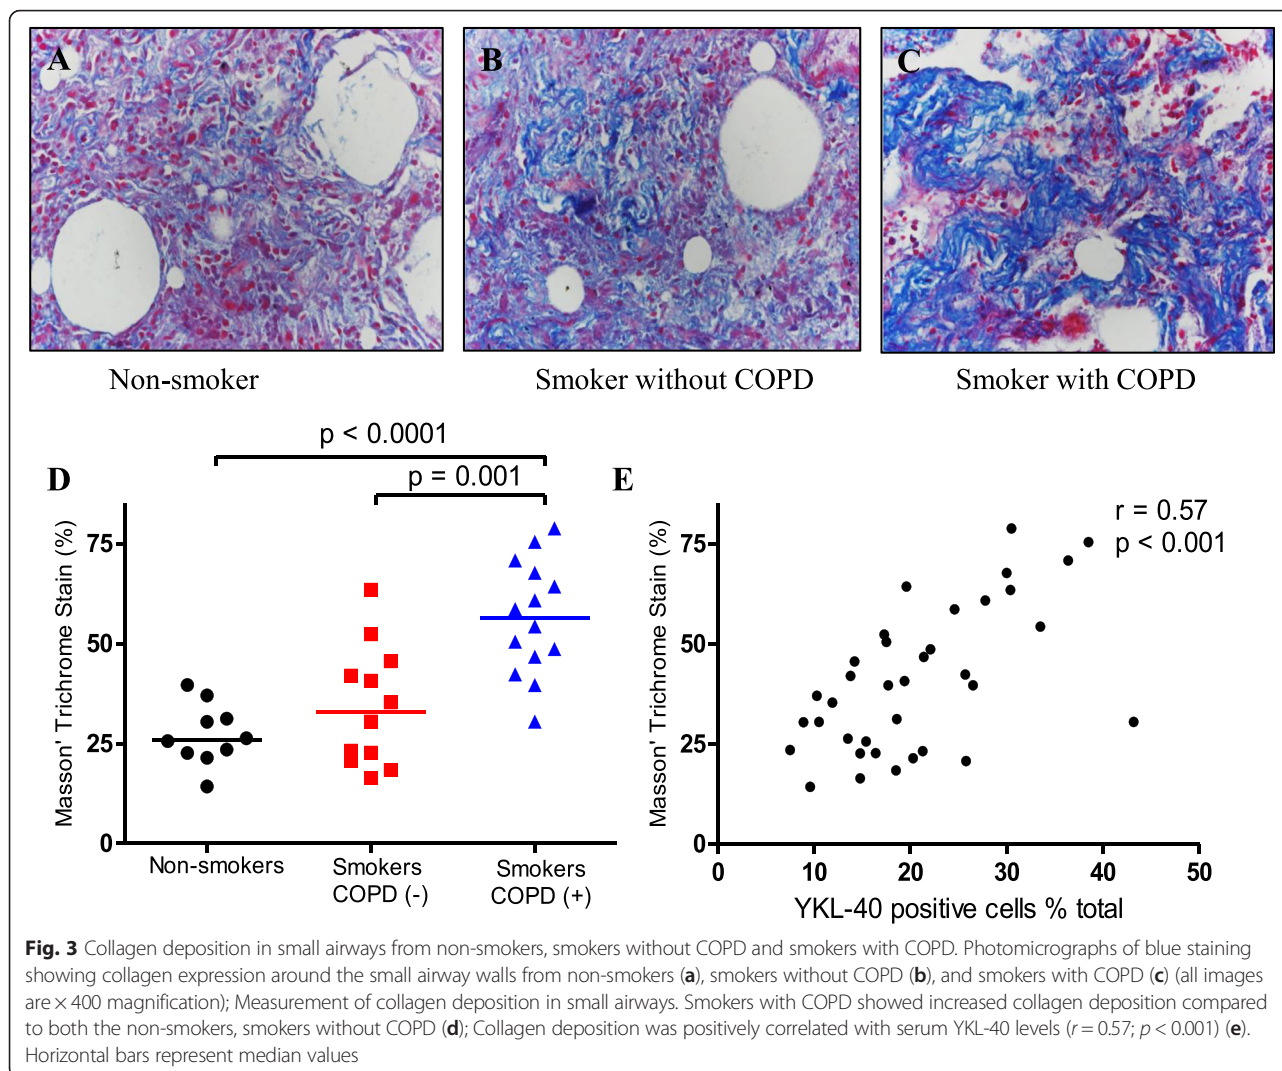 A
B
C
Non-smoker
Smoker without COPD
Smoker with COPD
D
p < 0.0001
p = 0.001
Masson' Trichrome Stain (%)
75
50
25
0
Non-smokers
Smokers
COPD (-)
Smokers
COPD (+)
E
r = 0.57
p < 0.001
Masson' Trichrome Stain (%)
75
50
25
0
0 10 20 30 40 50
YKL-40 positive cells % total
Fig. 3 Collagen deposition in small airways from non-smokers, smokers without COPD and smokers with COPD. Photomicrographs of blue staining
showing collagen expression around the small airway walls from non-smokers (a), smokers without COPD (b), and smokers with COPD (c) (all images
are × 400 magnification); Measurement of collagen deposition in small airways. Smokers with COPD showed increased collagen deposition compared
to both the non-smokers, smokers without COPD (d); Collagen deposition was positively correlated with serum YKL-40 levels (r = 0.57; p < 0.001) (e).
Horizontal bars represent median values